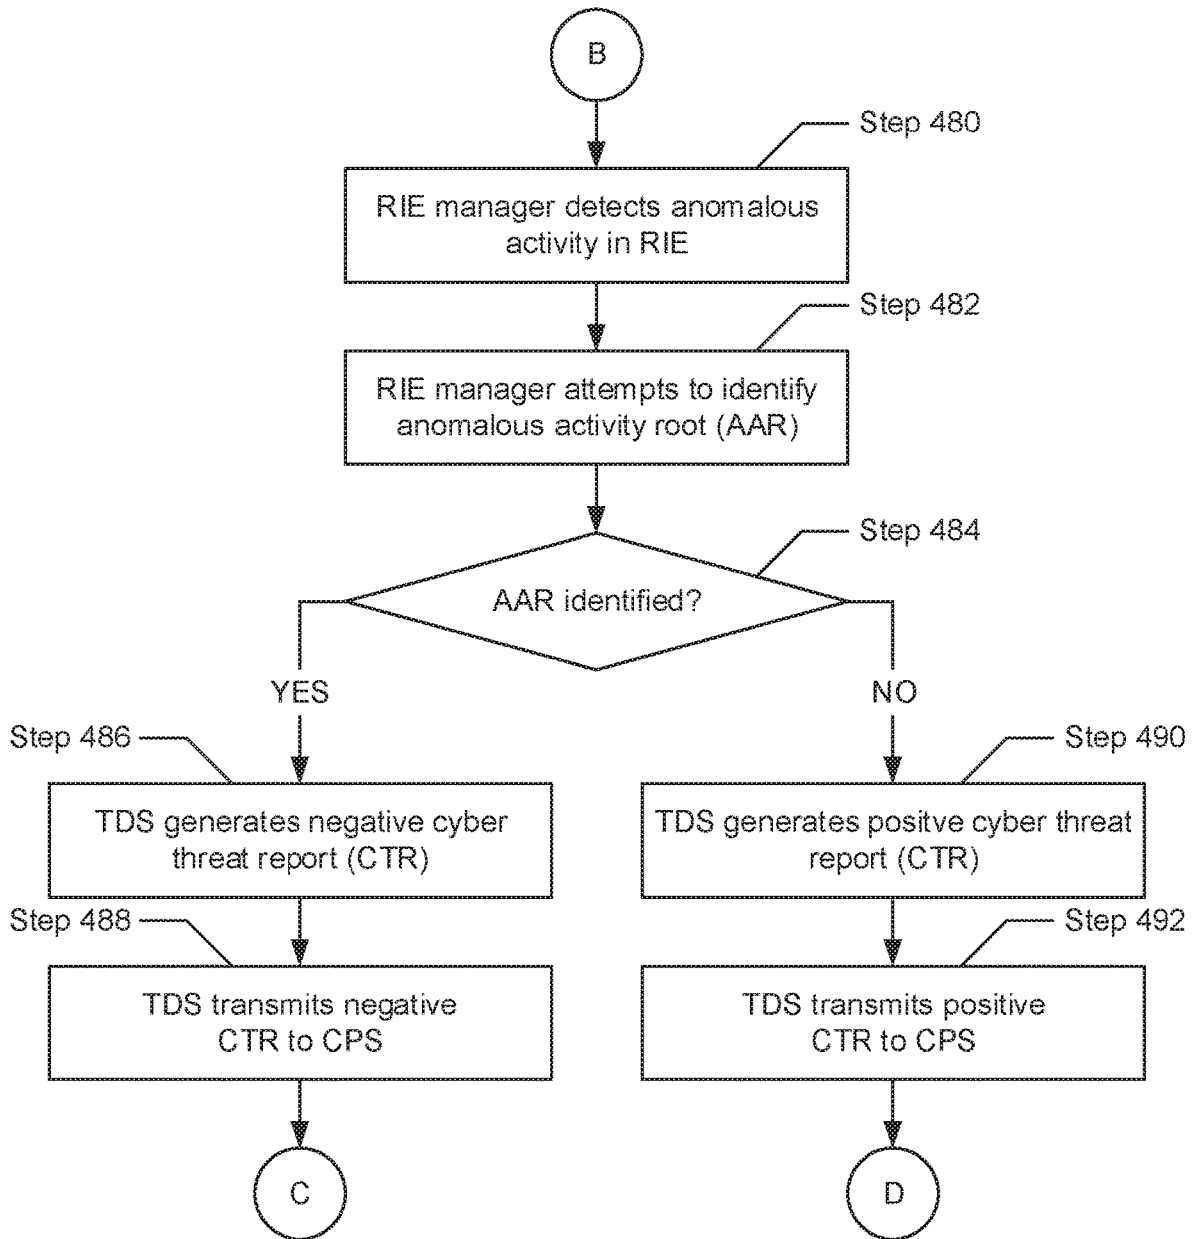 B
Step 480
RIE manager detects anomalous
activity in RIE
Step 482
RIE manager attempts to identify
anomalous activity root (AAR)
Step 484
AAR identified?
YES
NO
Step 486
Step 490
TDS generates negative cyber
threat report (CTR)
TDS generates positve cyber threat
report (CTR)
Step 488
Step 492
TDS transmits negative
CTR to CPS
TDS transmits positive
CTR to CPS
C
D